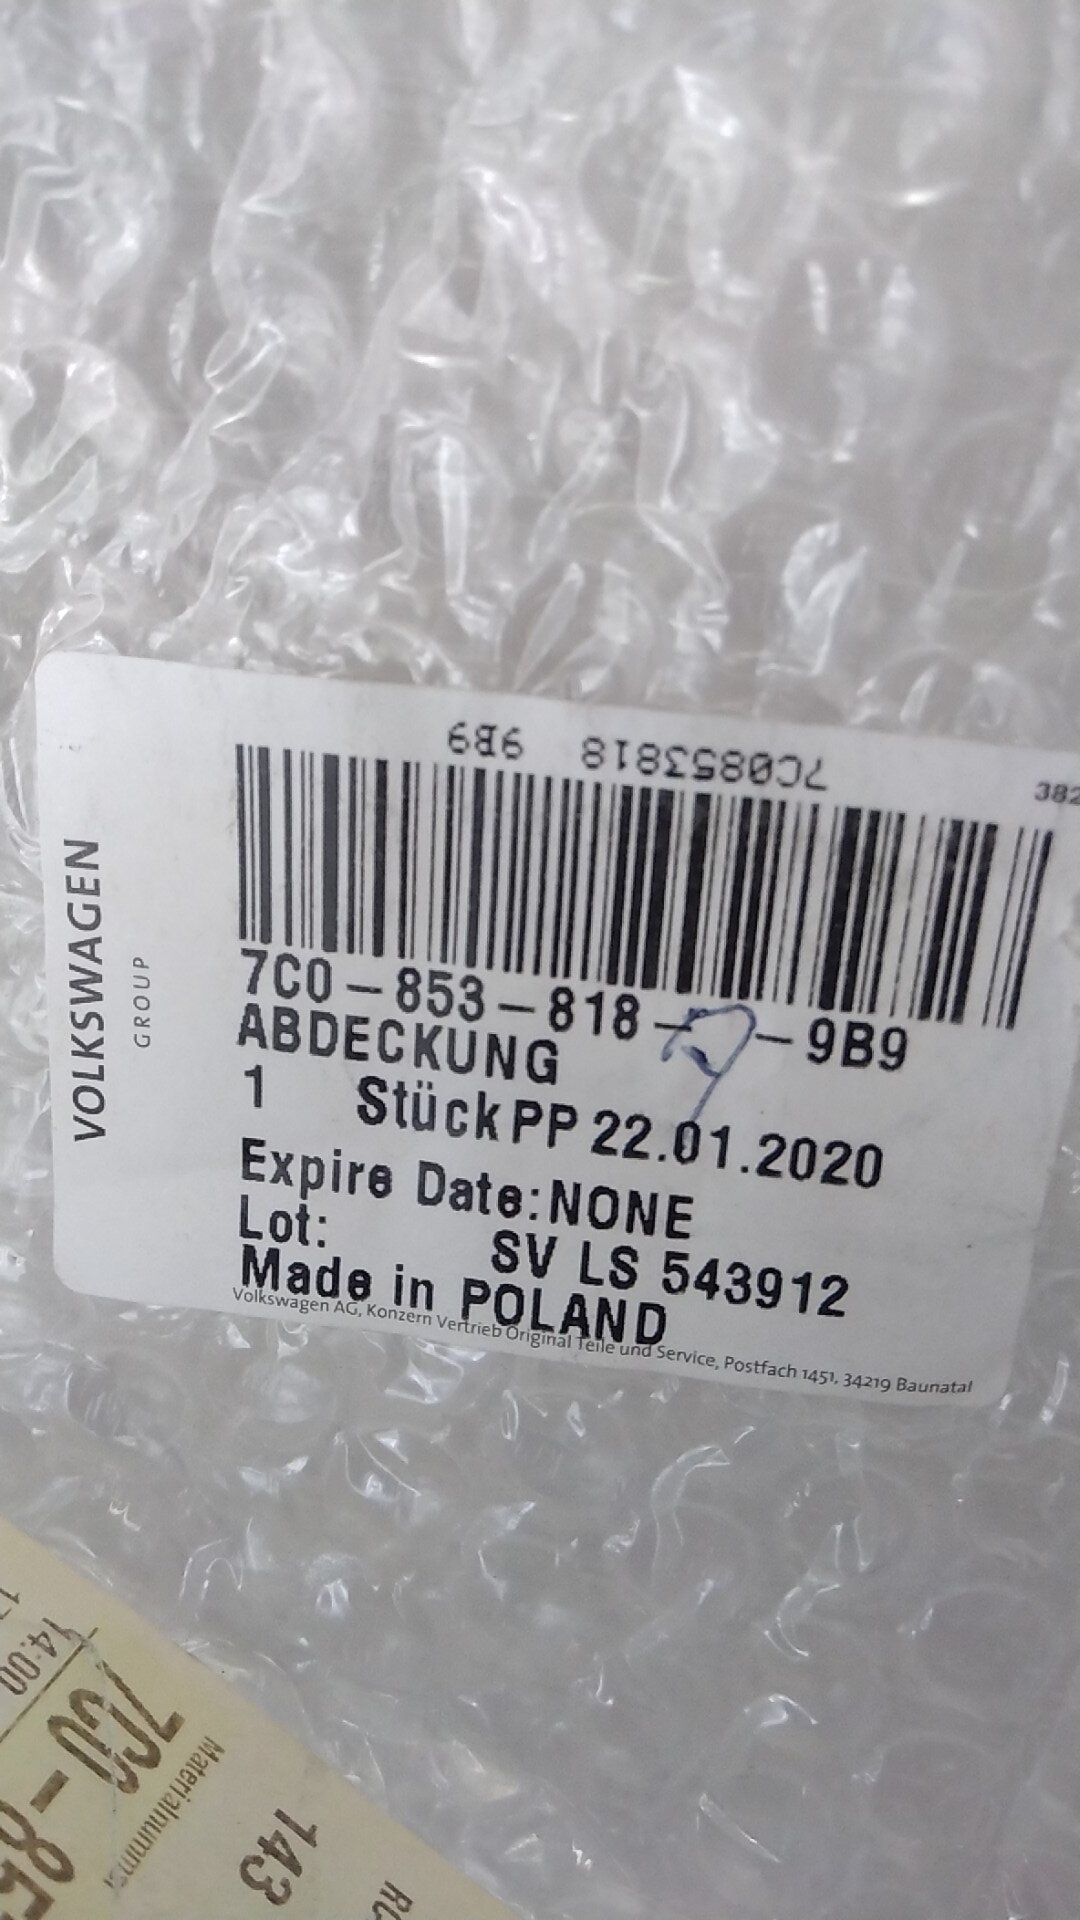 7C0853818 9B9
382
VOLKSWAGEN
GROUP
7C0-853-818- -9B9
ABDECKUNG
1 Stück PP 22.01.2020
Expire Date:NONE
Lot: SV LS 543912
Made in POLAND
Volkswagen AG, Konzern Vertrieb Original Teile und Service, Postfach 1451, 34219 Baunatal
14:00
7C0-85
Materialnummer
143